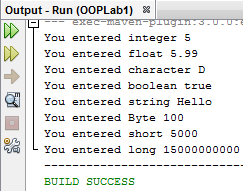 Output - Run (OOPLab1)
--- exec-maven-plugin:3.0.0:e
You entered integer 5
You entered float 5.99
You entered character D
You entered boolean true
You entered string Hello
You entered Byte 100
You entered short 5000
You entered long 15000000000
------------------------------------
BUILD SUCCESS